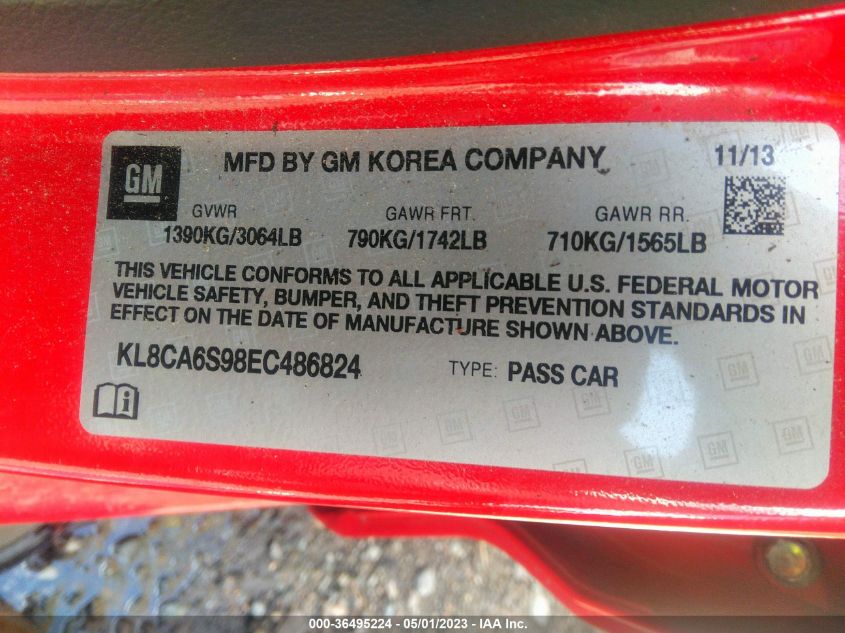 GM
MFD BY GM KOREA COMPANY 11/13
GVWR GAWR FRT. GAWR RR.
1390KG/3064LB 790KG/1742LB 710KG/1565LB
THIS VEHICLE CONFORMS TO ALL APPLICABLE U.S. FEDERAL MOTOR
VEHICLE SAFETY, BUMPER, AND THEFT PREVENTION STANDARDS IN
EFFECT ON THE DATE OF MANUFACTURE SHOWN ABOVE.
KL8CA6S98EC486824 TYPE: PASS CAR
000-36495224 - 05/01/2023 - IAA Inc.